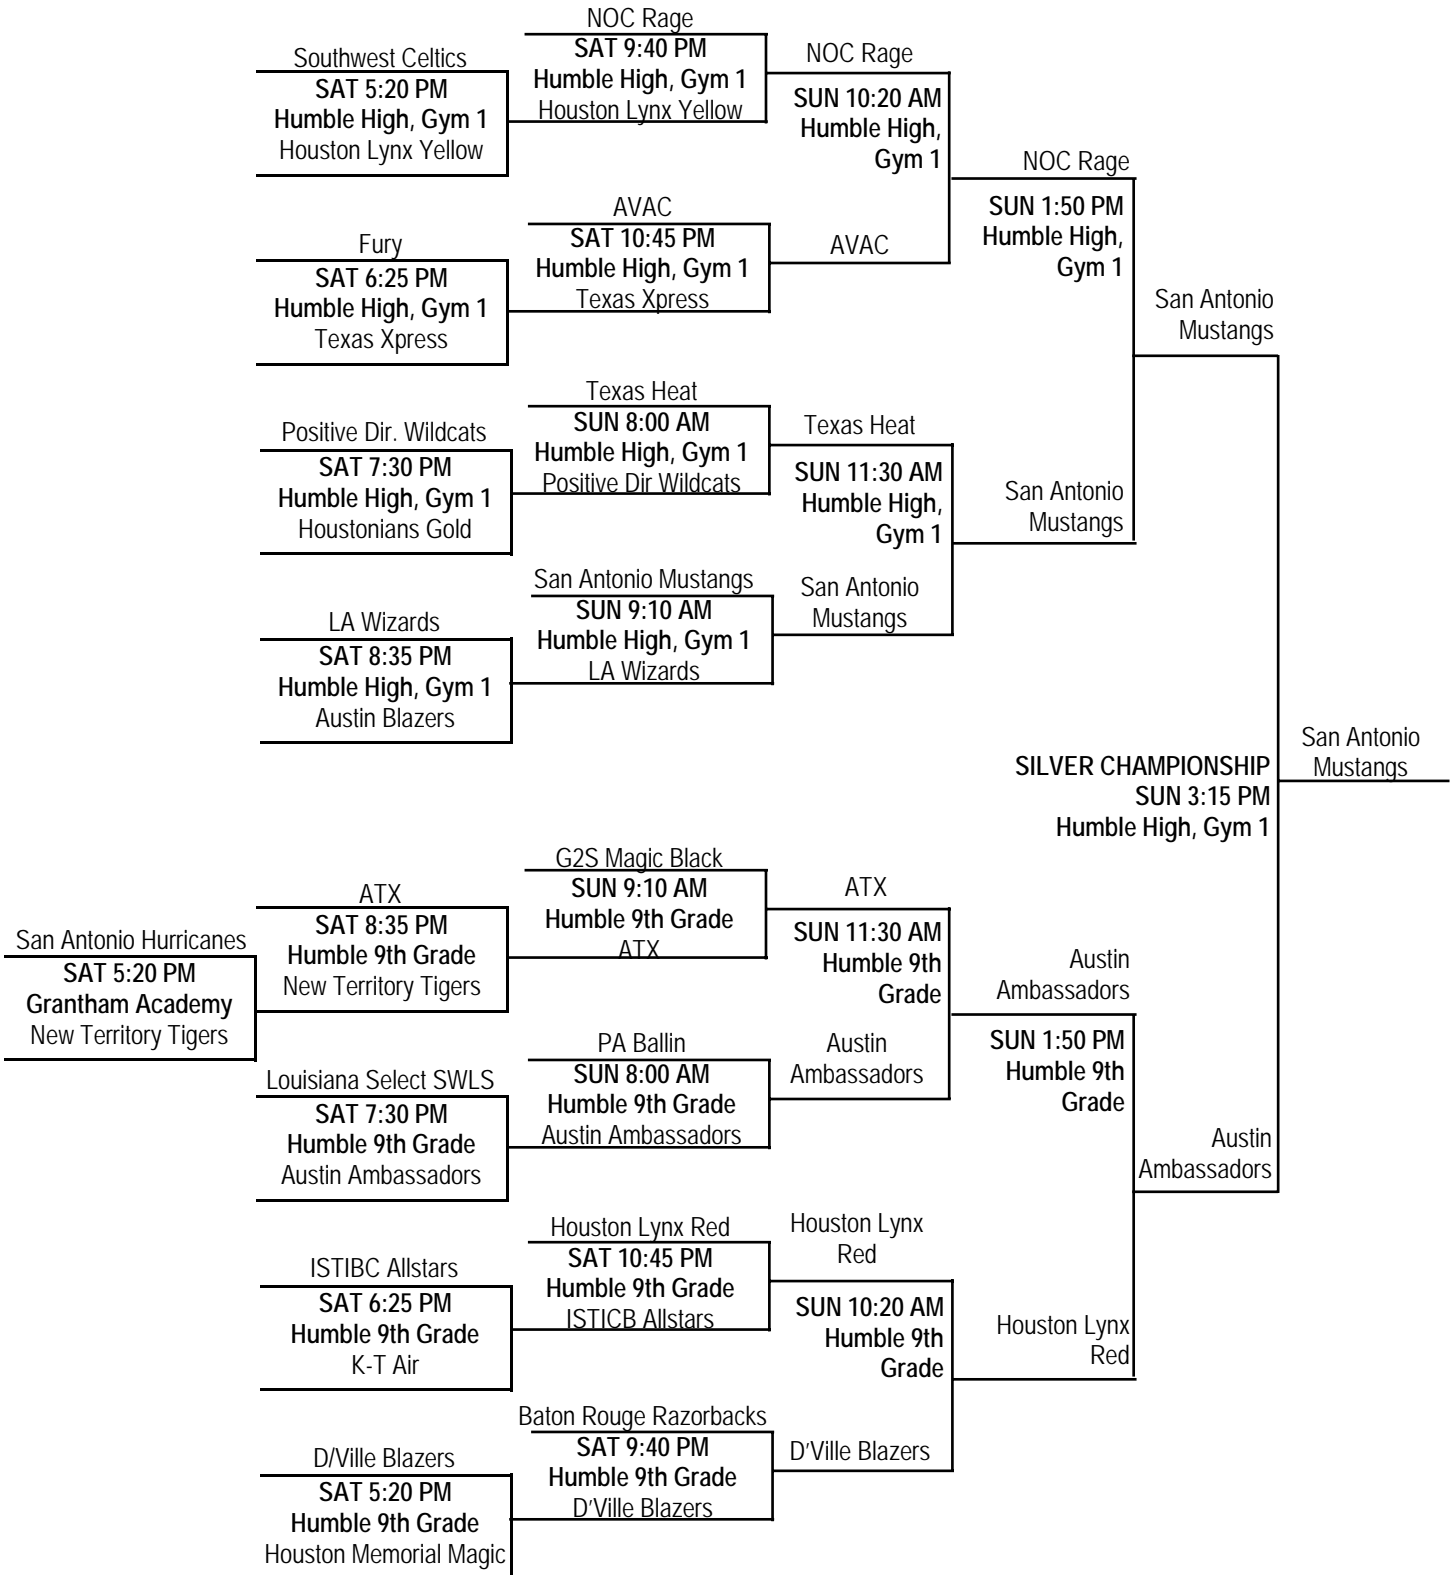 NOC Rage
Southwest Celtics
SAT 9:40 PM
Humble High, Gym 1
Houston Lynx Yellow
NOC Rage
SAT 5:20 PM
Humble High, Gym 1
Houston Lynx Yellow
SUN 10:20 AM
Humble High,
Gym 1
NOC Rage
AVAC
Fury
SAT 10:45 PM
Humble High, Gym 1
Texas Xpress
AVAC
SAT 6:25 PM
Humble High, Gym 1
Texas Xpress
SUN 1:50 PM
Humble High,
Gym 1
San Antonio
Mustangs
Texas Heat
Positive Dir. Wildcats
SUN 8:00 AM
Humble High, Gym 1
Positive Dir Wildcats
Texas Heat
SAT 7:30 PM
Humble High, Gym 1
Houstonians Gold
SUN 11:30 AM
Humble High,
Gym 1
San Antonio
Mustangs
San Antonio Mustangs
LA Wizards
SUN 9:10 AM
Humble High, Gym 1
LA Wizards
San Antonio
Mustangs
SAT 8:35 PM
Humble High, Gym 1
Austin Blazers
SILVER CHAMPIONSHIP
SUN 3:15 PM
Humble High, Gym 1
San Antonio
Mustangs
G2S Magic Black
ATX
SUN 9:10 AM
Humble 9th Grade
ATX
ATX
San Antonio Hurricanes
SAT 8:35 PM
Humble 9th Grade
New Territory Tigers
SAT 5:20 PM
Grantham Academy
New Territory Tigers
SUN 11:30 AM
Humble 9th
Grade
Austin
Ambassadors
PA Ballin
Louisiana Select SWLS
SUN 8:00 AM
Humble 9th Grade
Austin Ambassadors
Austin
Ambassadors
SAT 7:30 PM
Humble 9th Grade
Austin Ambassadors
SUN 1:50 PM
Humble 9th
Grade
Austin
Ambassadors
Houston Lynx Red
ISTIBC Allstars
SAT 10:45 PM
Humble 9th Grade
ISTICB Allstars
Houston Lynx
Red
SAT 6:25 PM
Humble 9th Grade
K-T Air
SUN 10:20 AM
Humble 9th
Grade
Houston Lynx
Red
Baton Rouge Razorbacks
D/Ville Blazers
SAT 9:40 PM
Humble 9th Grade
D'Ville Blazers
D'Ville Blazers
SAT 5:20 PM
Humble 9th Grade
Houston Memorial Magic